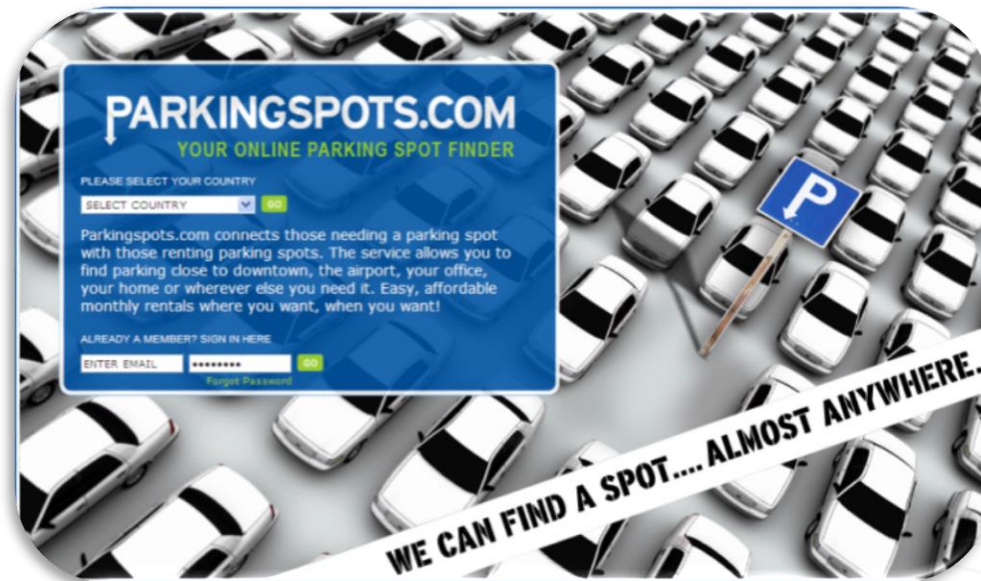 PARKINGSPOTS.COM
YOUR ONLINE PARKING SPOT FINDER
PLEASE SELECT YOUR COUNTRY
SELECT COUNTRY GO
Parkingspots.com connects those needing a parking spot
with those renting parking spots. The service allows you to
find parking close to downtown, the airport, your office,
your home or wherever else you need it. Easy, affordable
monthly rentals where you want, when you want!
ALREADY A MEMBER? SIGN IN HERE
ENTER EMAIL •••••••• GO
Forgot Password
P
WE CAN FIND A SPOT.... ALMOST ANYWHERE.